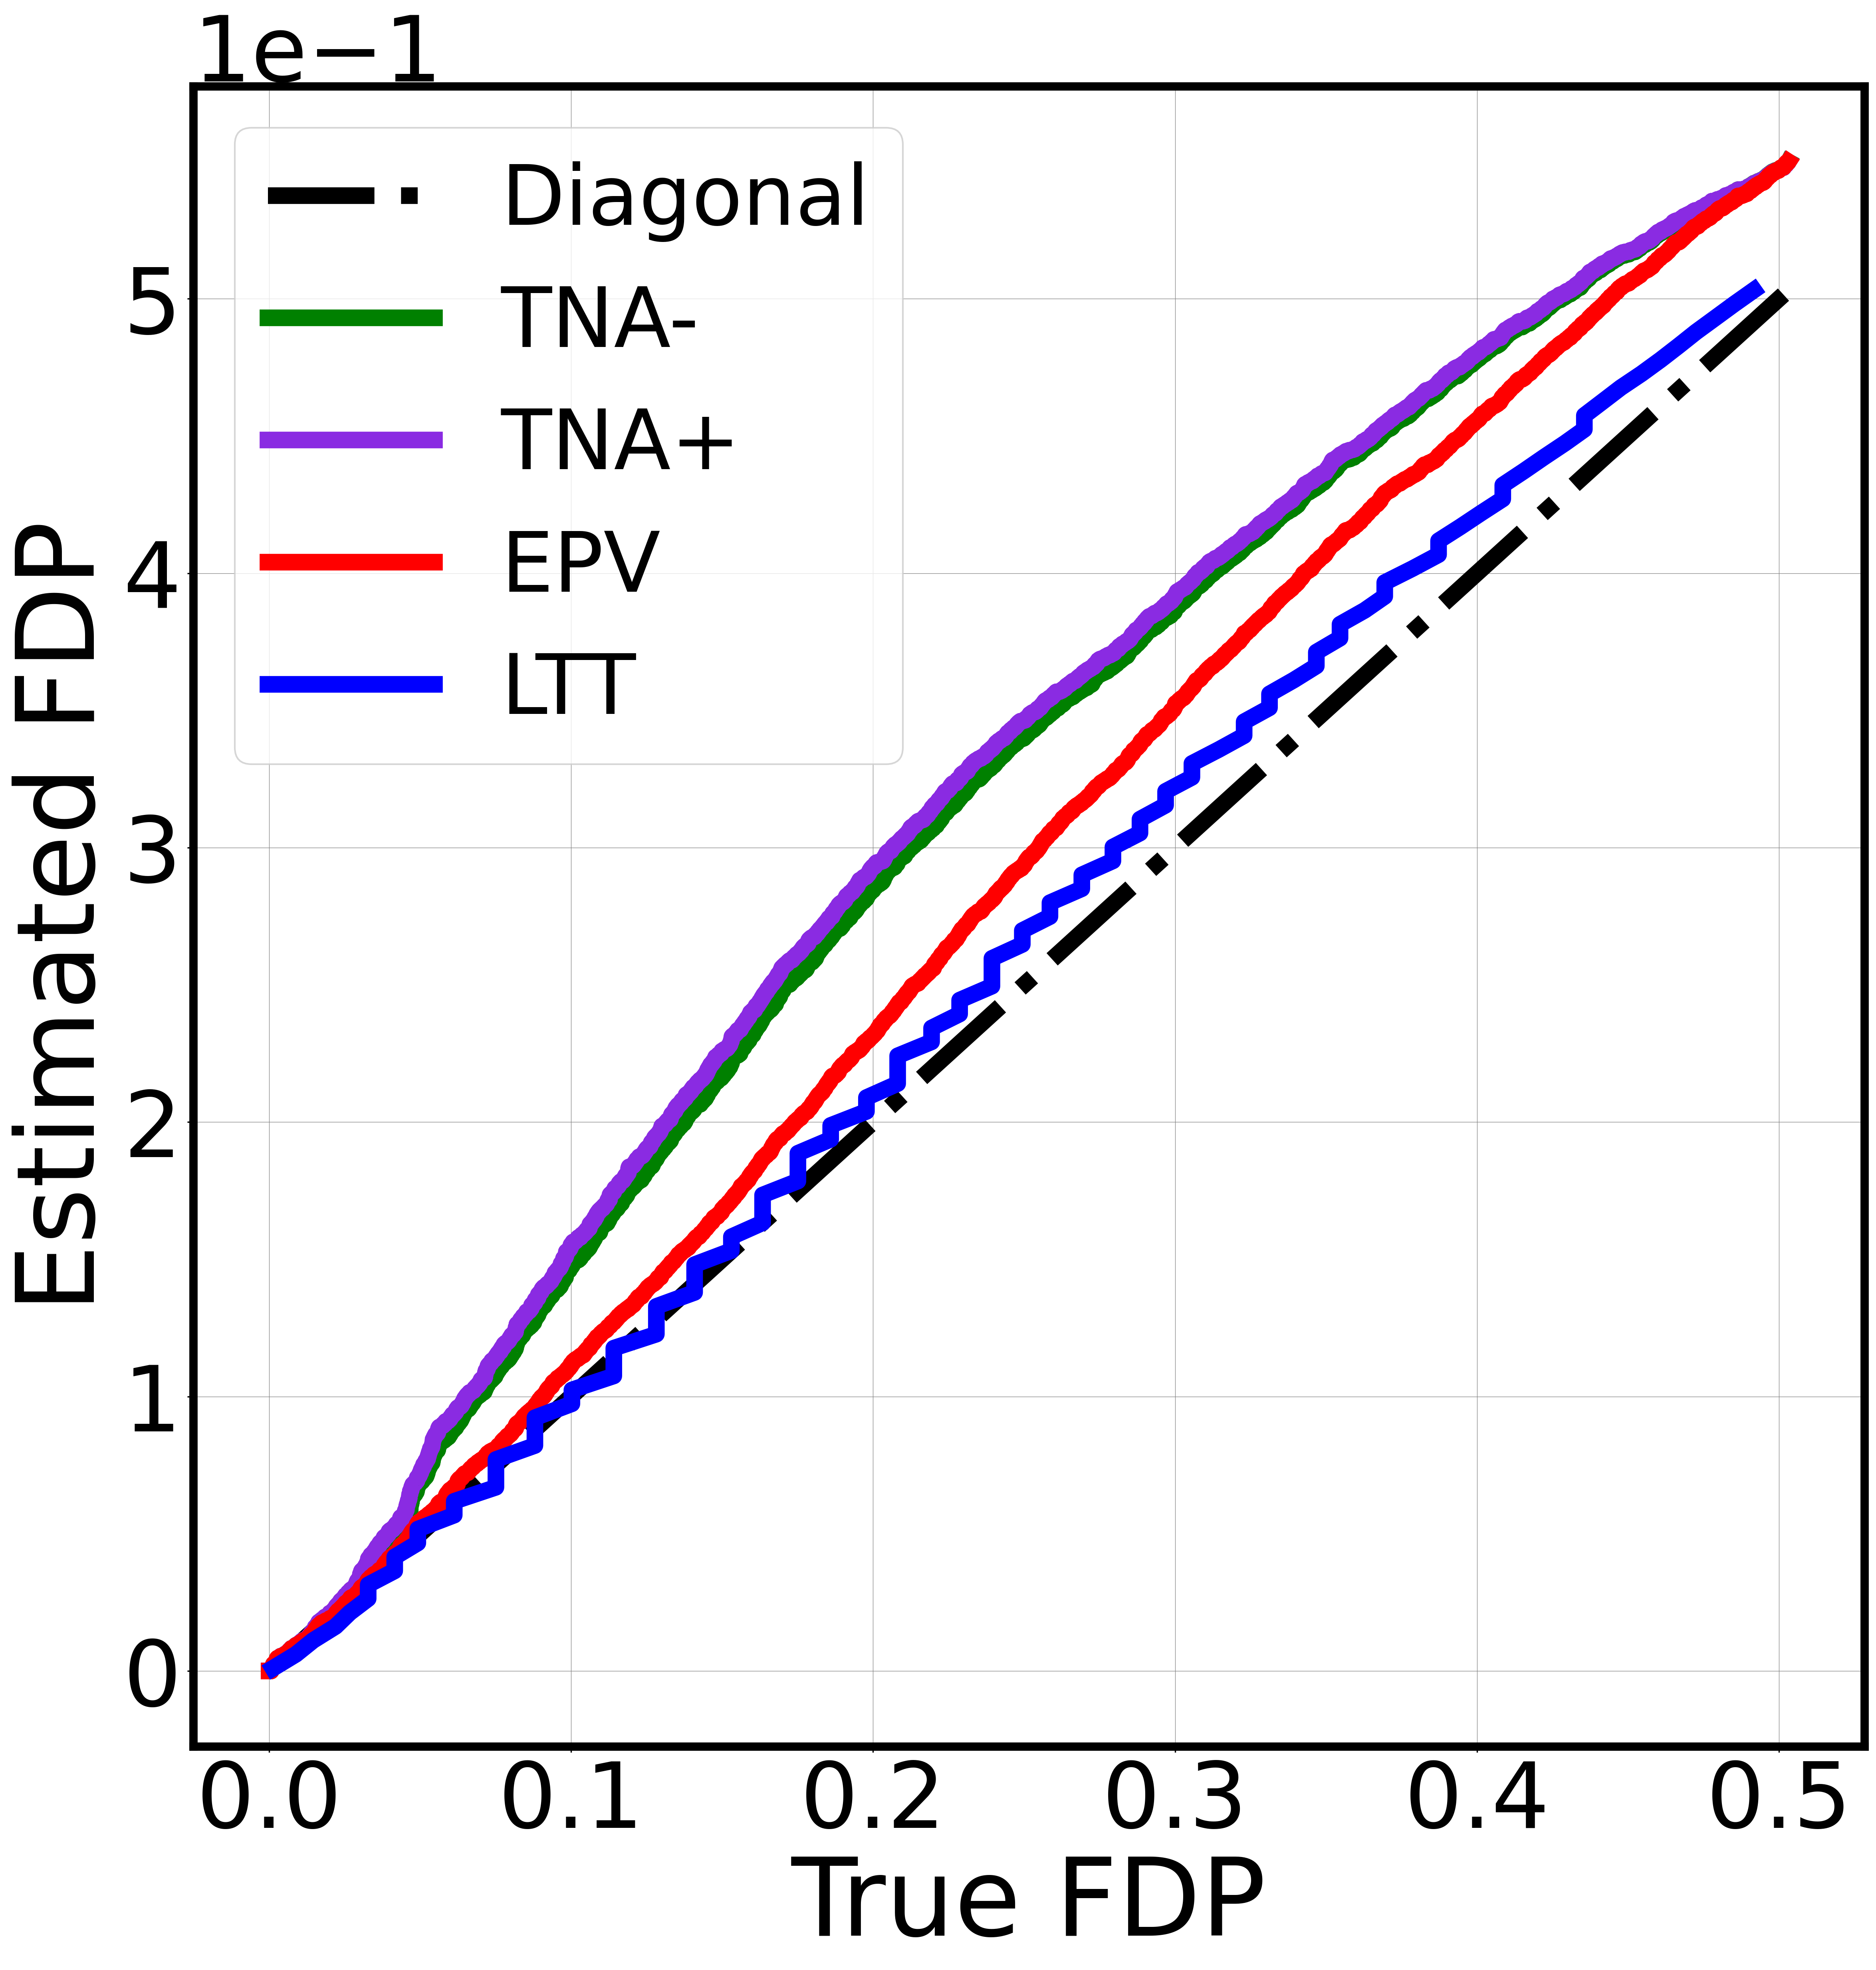 1e−1
Diagonal
TNA-
TNA+
EPV
LTT
Estimated FDP
5
4
3
2
1
0
0.0 0.1 0.2 0.3 0.4 0.5
True FDP